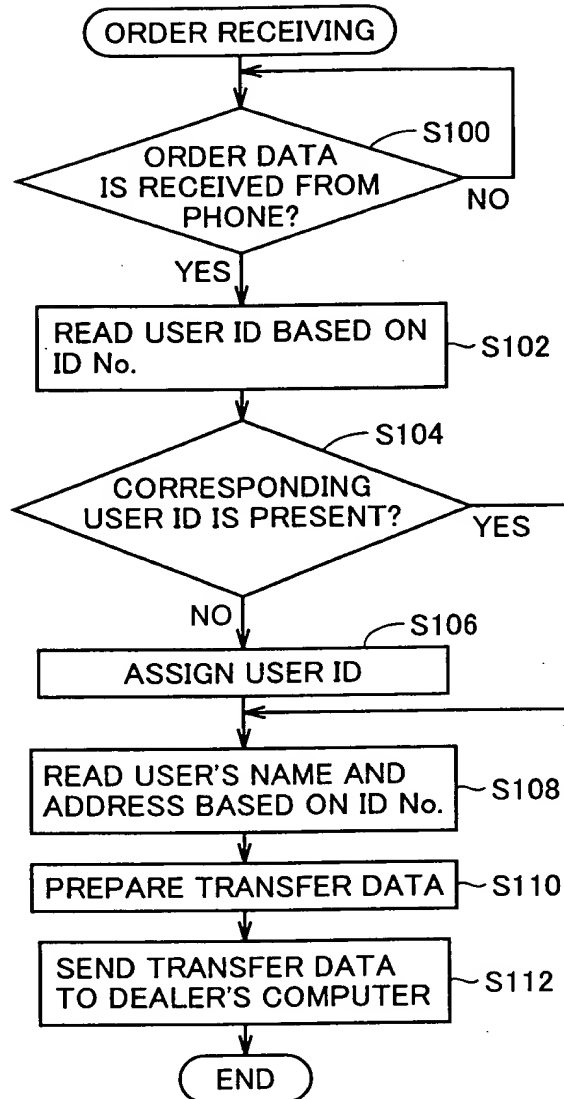 ORDER RECEIVING
S100
ORDER DATA
IS RECEIVED FROM
PHONE?
NO
YES
READ USER ID BASED ON
ID No.
S102
S104
CORRESPONDING
USER ID IS PRESENT?
YES
NO
S106
ASSIGN USER ID
READ USER'S NAME AND
ADDRESS BASED ON ID No.
S108
PREPARE TRANSFER DATA
S110
SEND TRANSFER DATA
TO DEALER'S COMPUTER
S112
END